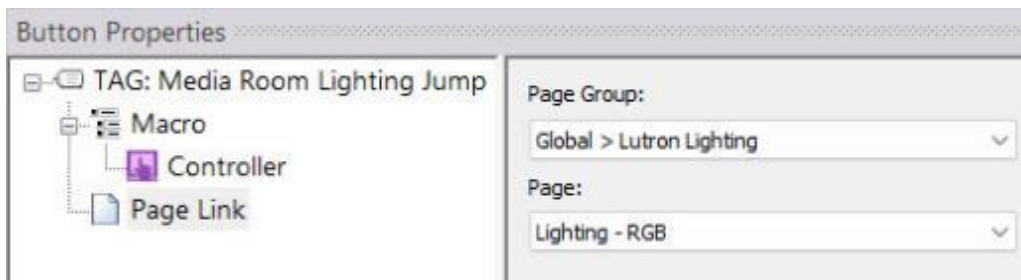 Button Properties
TAG: Media Room Lighting Jump
Macro
Controller
Page Link
Page Group:
Global > Lutron Lighting
Page:
Lighting - RGB